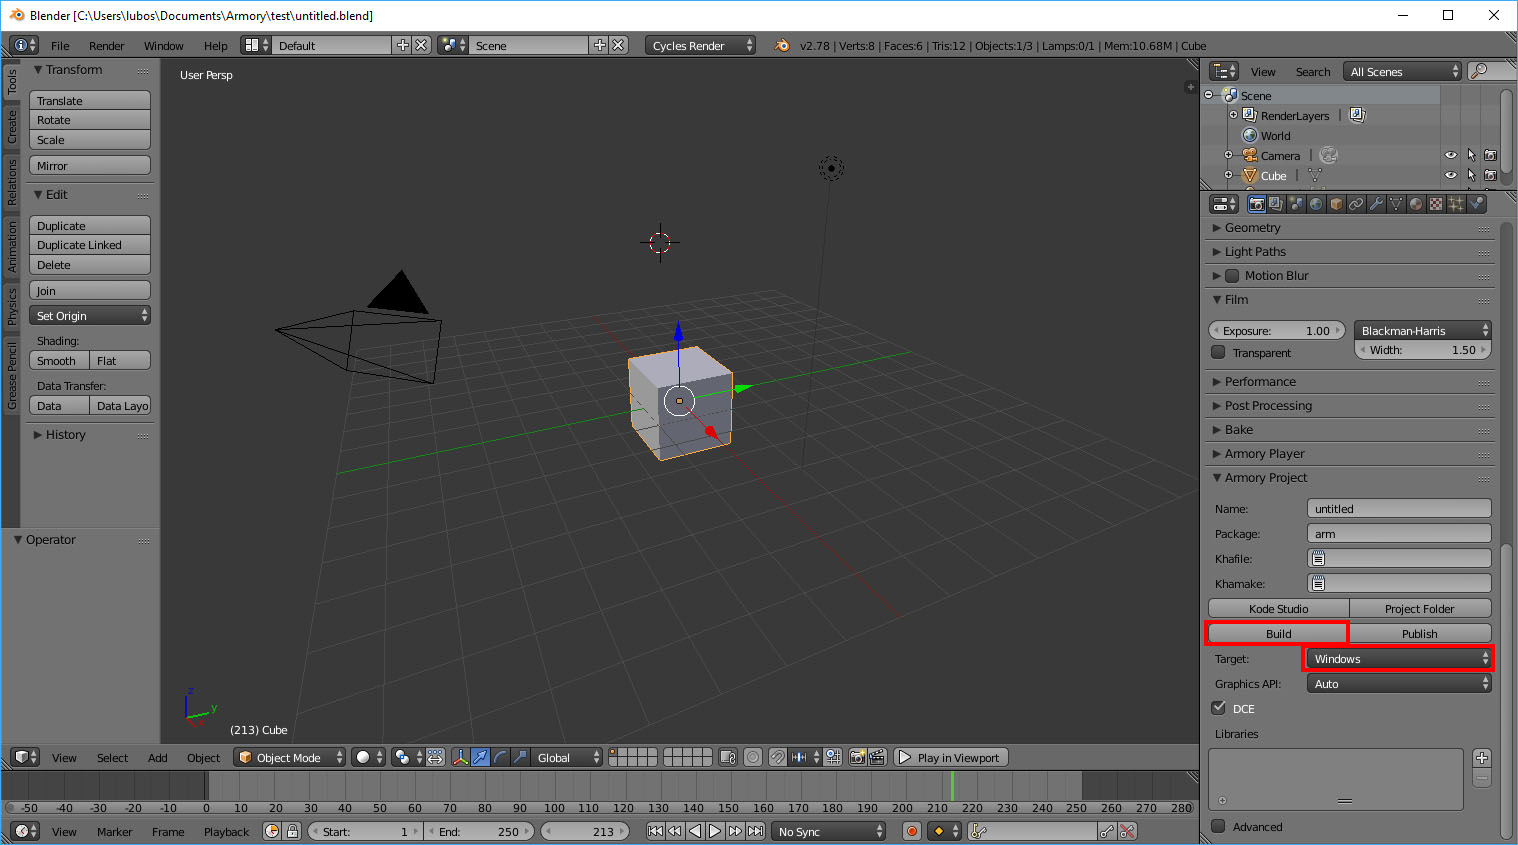 Blender [C:\Users\lubos\Documents\Armory\test\untitled.blend]
File Render Window Help Default Scene Cycles Render v2.78 | Verts:8 | Faces:6 | Tris:12 | Objects:1/3 | Lamps:0/1 | Mem:10.68M | Cube
Tools
Create
Relations
Animation
Physics
Grease Pencil
Transform
Translate
Rotate
Scale
Mirror
Edit
Duplicate
Duplicate Linked
Delete
Join
Set Origin
Shading:
Smooth Flat
Data Transfer:
Data Data Layo
History
Operator
User Persp
z
y
(213) Cube
View Search All Scenes
Scene
RenderLayers |
World
Camera |
Cube |
Geometry
Light Paths
Motion Blur
Film
Exposure: 1.00 Blackman-Harris
Transparent Width: 1.50
Performance
Post Processing
Bake
Armory Player
Armory Project
Name: untitled
Package: arm
Khafile:
Khamake:
Kode Studio Project Folder
Build Publish
Target: Windows
Graphics API: Auto
DCE
Libraries
Advanced
View Select Add Object Object Mode Global Play in Viewport
-50 -40 -30 -20 -10 0 10 20 30 40 50 60 70 80 90 100 110 120 130 140 150 160 170 180 190 200 210 220 230 240 250 260 270 280
View Marker Frame Playback Start: 1 End: 250 213 No Sync